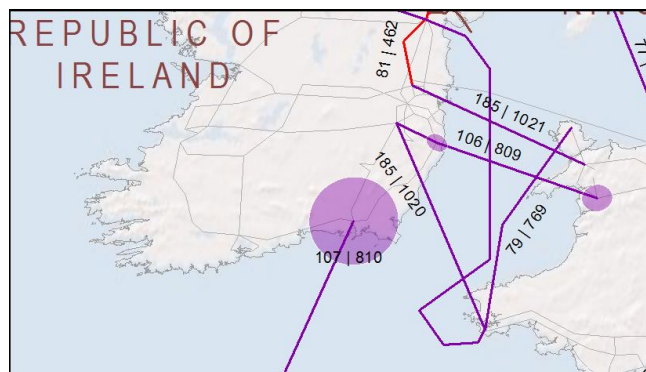 REPUBLIC OF
IRELAND
81 | 462
185 | 1021
106 | 809
185 | 1020
79 | 769
107 | 810